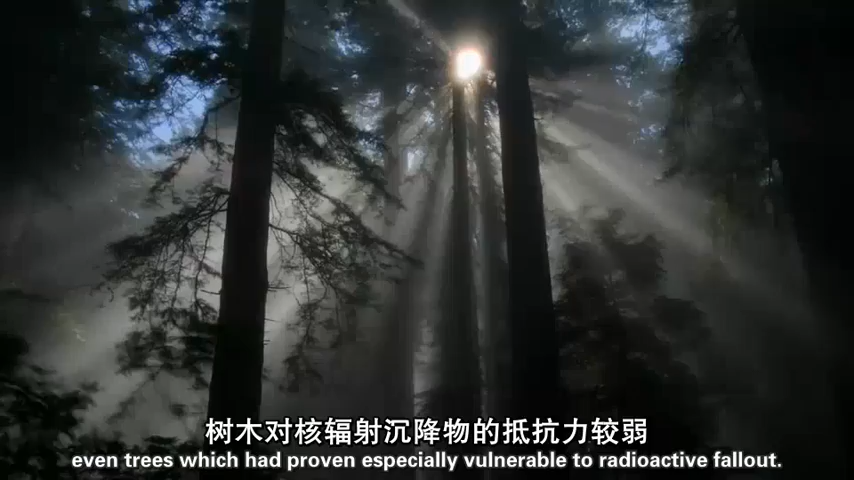 树木对核辐射沉降物的抵抗力较弱
even trees which had proven especially vulnerable to radioactive fallout.